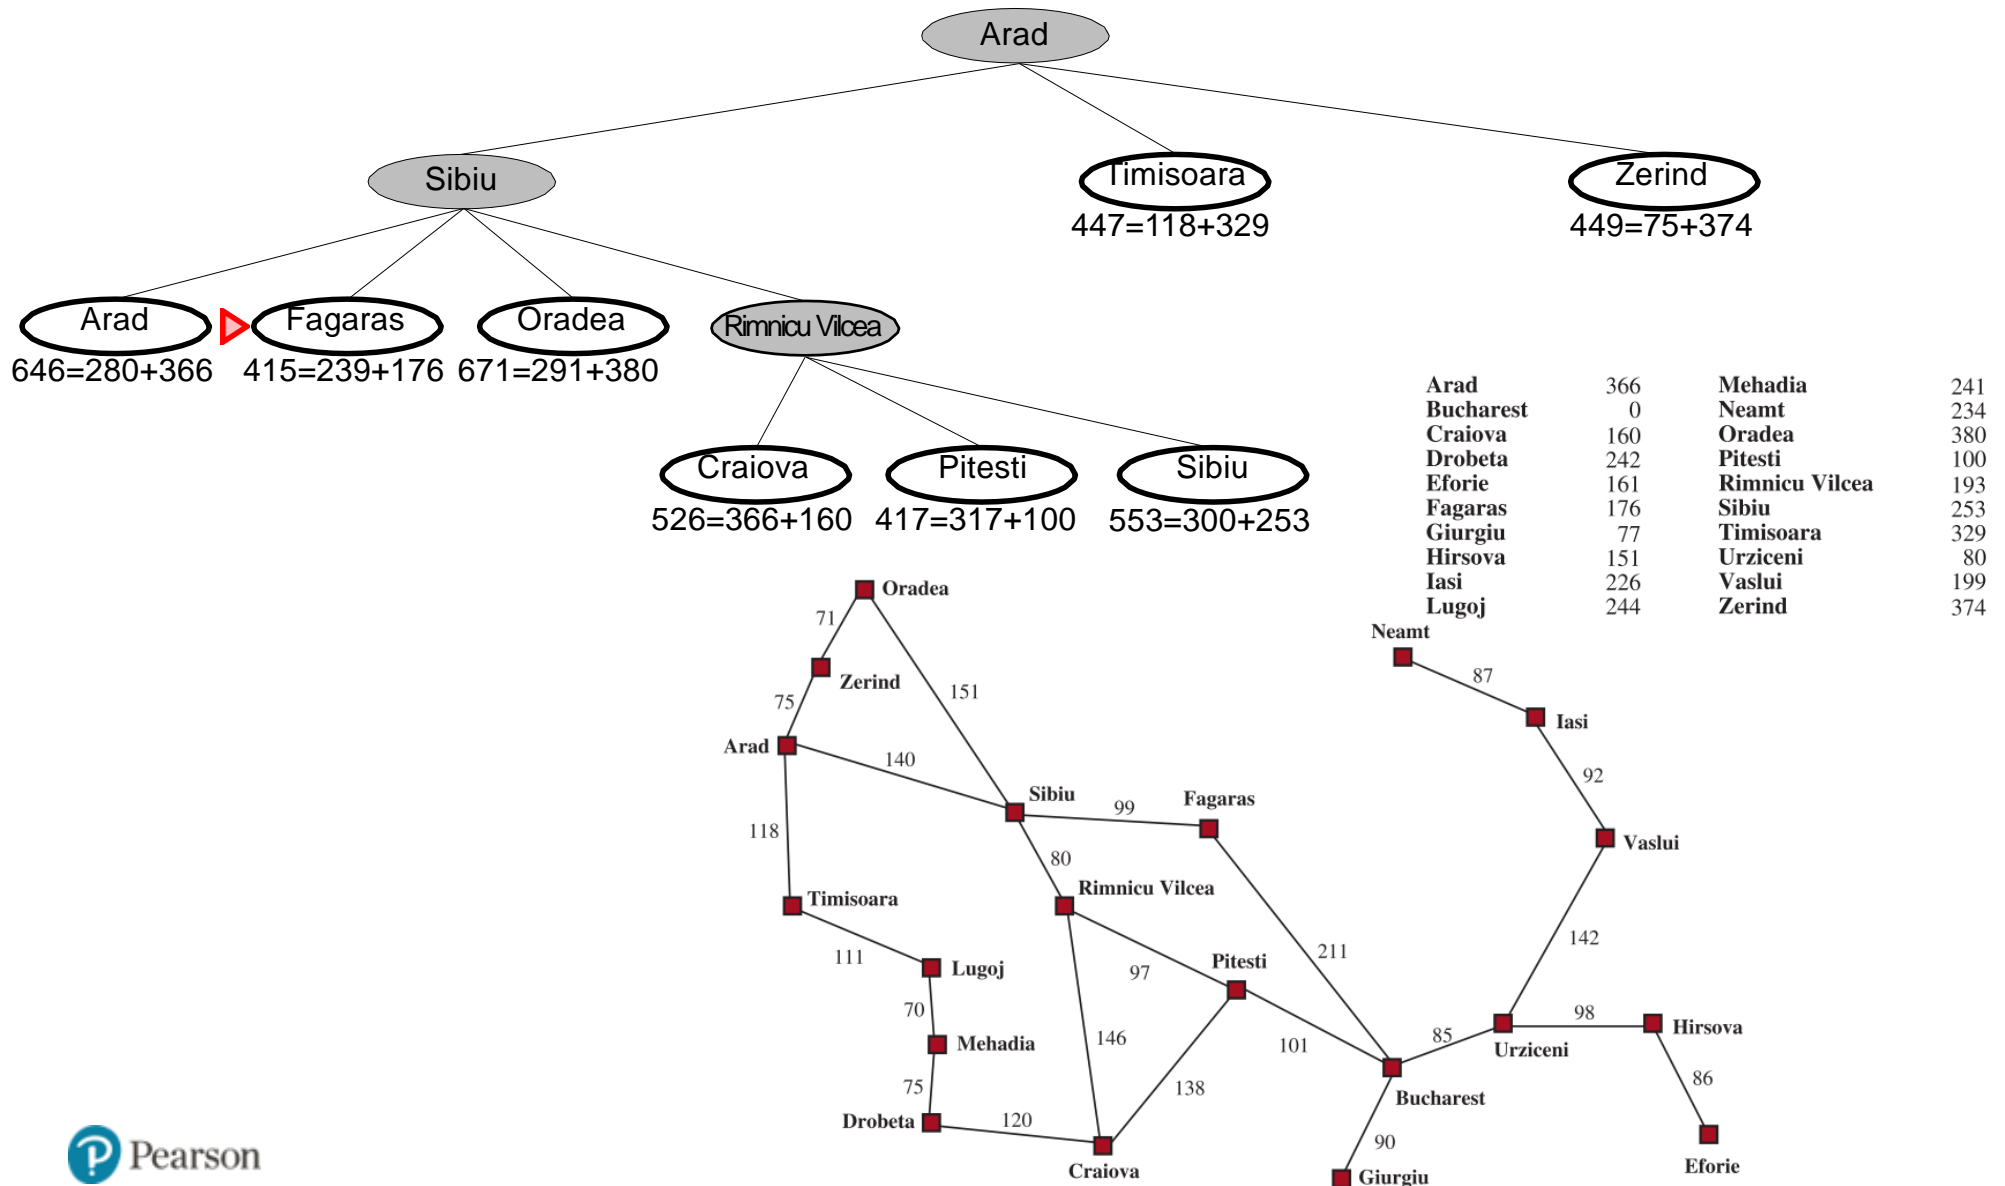 Arad
Sibiu
Timisoara
Zerind
447=118+329
449=75+374
Arad
Fagaras
Oradea
Rimnicu Vilcea
646=280+366
415=239+176
671=291+380
Craiova
Pitesti
Sibiu
526=366+160
417=317+100
553=300+253
Arad 366 Mehadia 241
Bucharest 0 Neamt 234
Craiova 160 Oradea 380
Drobeta 242 Pitesti 100
Eforie 161 Rimnicu Vilcea 193
Fagaras 176 Sibiu 253
Giurgiu 77 Timisoara 329
Hirsova 151 Urziceni 80
Iasi 226 Vaslui 199
Lugoj 244 Zerind 374
Oradea
71
Neamt
87
Zerind
151
75
Iasi
Arad
140
92
Sibiu
99
Fagaras
118
80
Vaslui
Rimnicu Vilcea
Timisoara
142
111
211
Pitesti
97
Lugoj
70
98
Hirsova
146
85
Mehadia
101
Urziceni
86
75
138
Bucharest
Drobeta
120
90
Craiova
Eforie
Giurgiu
Pearson